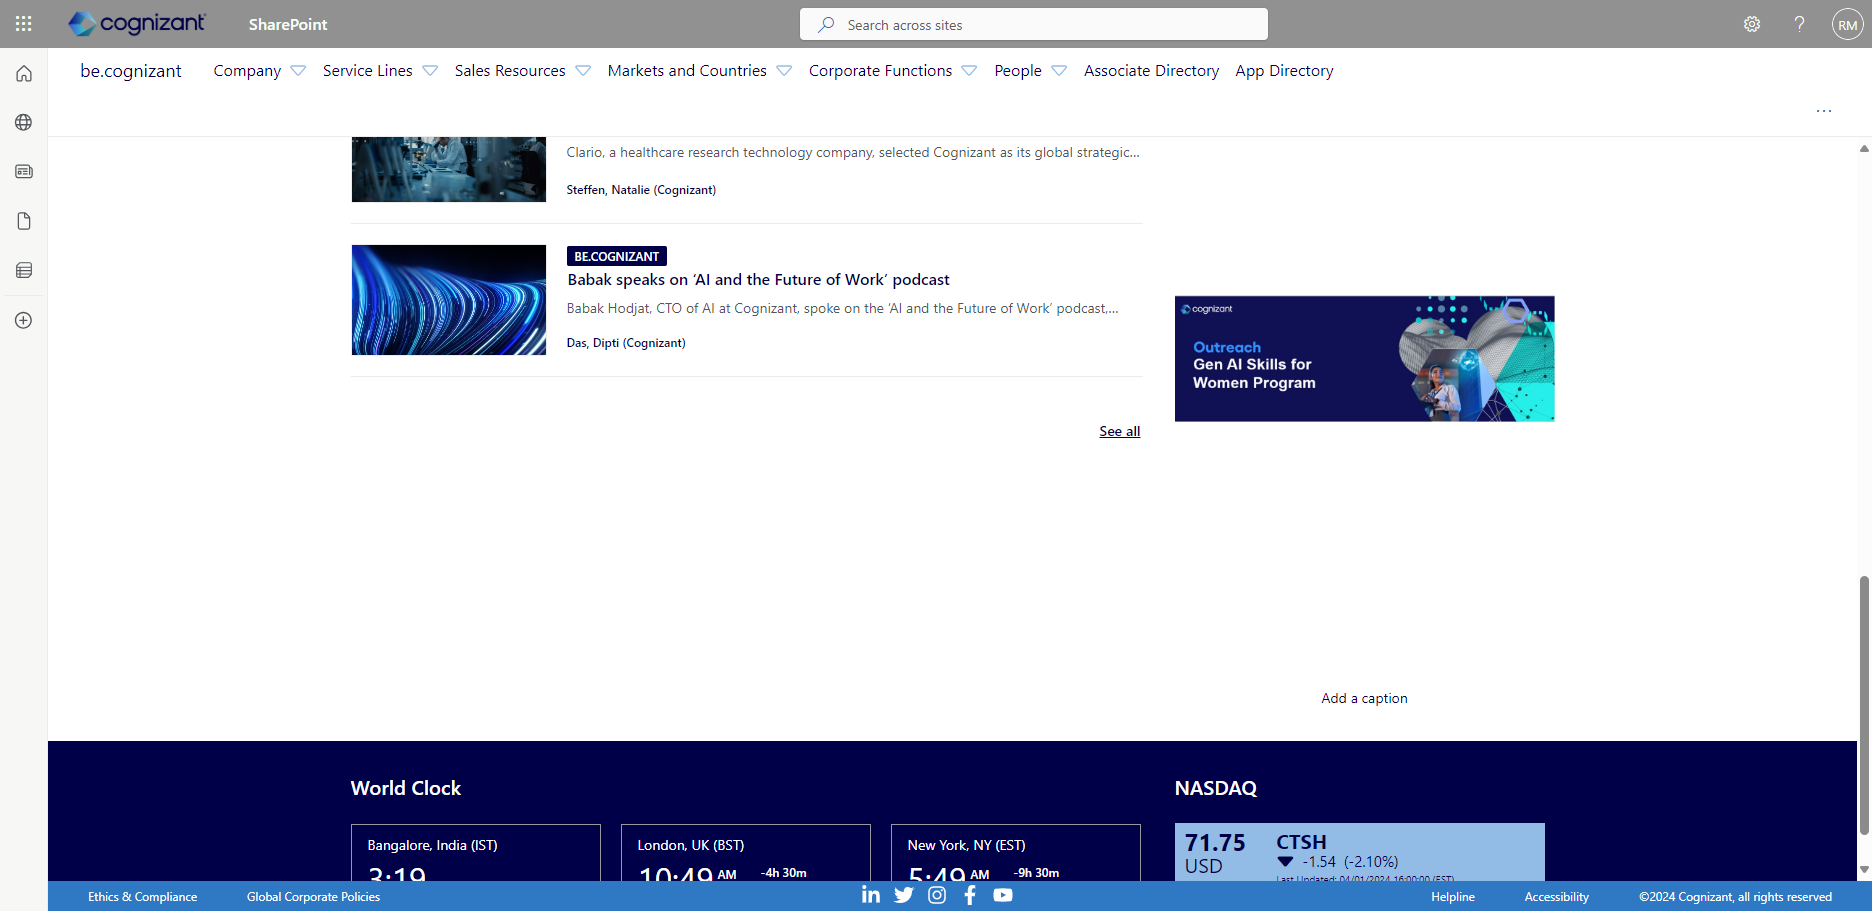 cognizant
SharePoint
Search across sites
RM
be.cognizant
Company
Service Lines
Sales Resources
Markets and Countries
Corporate Functions
People
Associate Directory
App Directory
Clario, a healthcare research technology company, selected Cognizant as its global strategic...
Steffen, Natalie (Cognizant)
BE.COGNIZANT
Babak speaks on ‘AI and the Future of Work’ podcast
Babak Hodjat, CTO of AI at Cognizant, spoke on the ‘AI and the Future of Work’ podcast,...
Das, Dipti (Cognizant)
See all
cognizant
Outreach
Gen AI Skills for
Women Program
Add a caption
World Clock
Bangalore, India (IST)
3:19
London, UK (BST)
10:49 AM -4h 30m
New York, NY (EST)
5:49 AM -9h 30m
NASDAQ
71.75
USD
CTSH
-1.54 (-2.10%)
Last Updated: 04/01/2024 16:00:00 (EST)
Ethics & Compliance
Global Corporate Policies
Helpline
Accessibility
©2024 Cognizant, all rights reserved